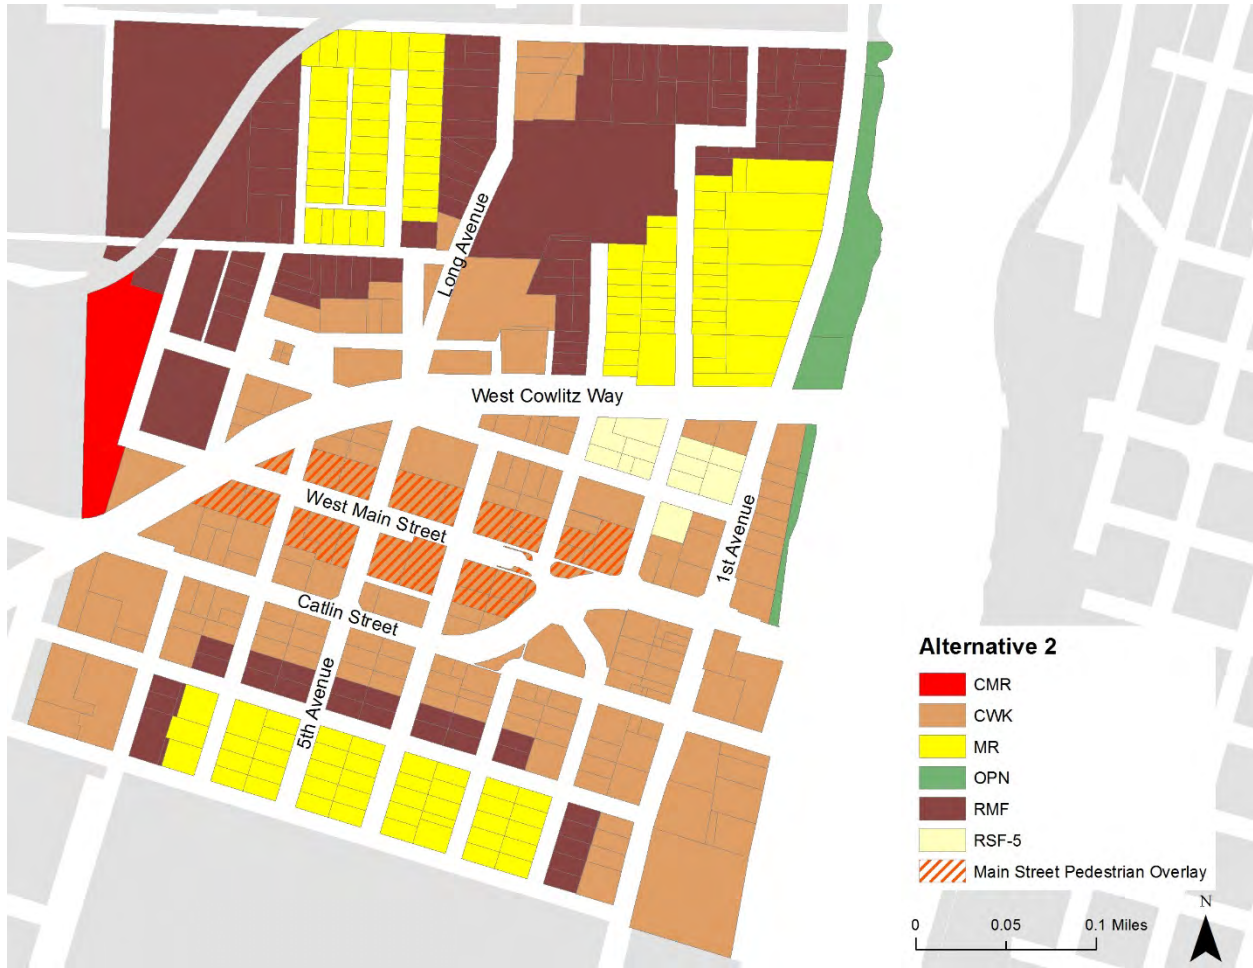 Long Avenue
West Cowlitz Way
West Main Street
1st Avenue
Catlin Street
5th Avenue
Alternative 2
CMR
CWK
MR
OPN
RMF
RSF-5
Main Street Pedestrian Overlay
N
0 0.05 0.1 Miles